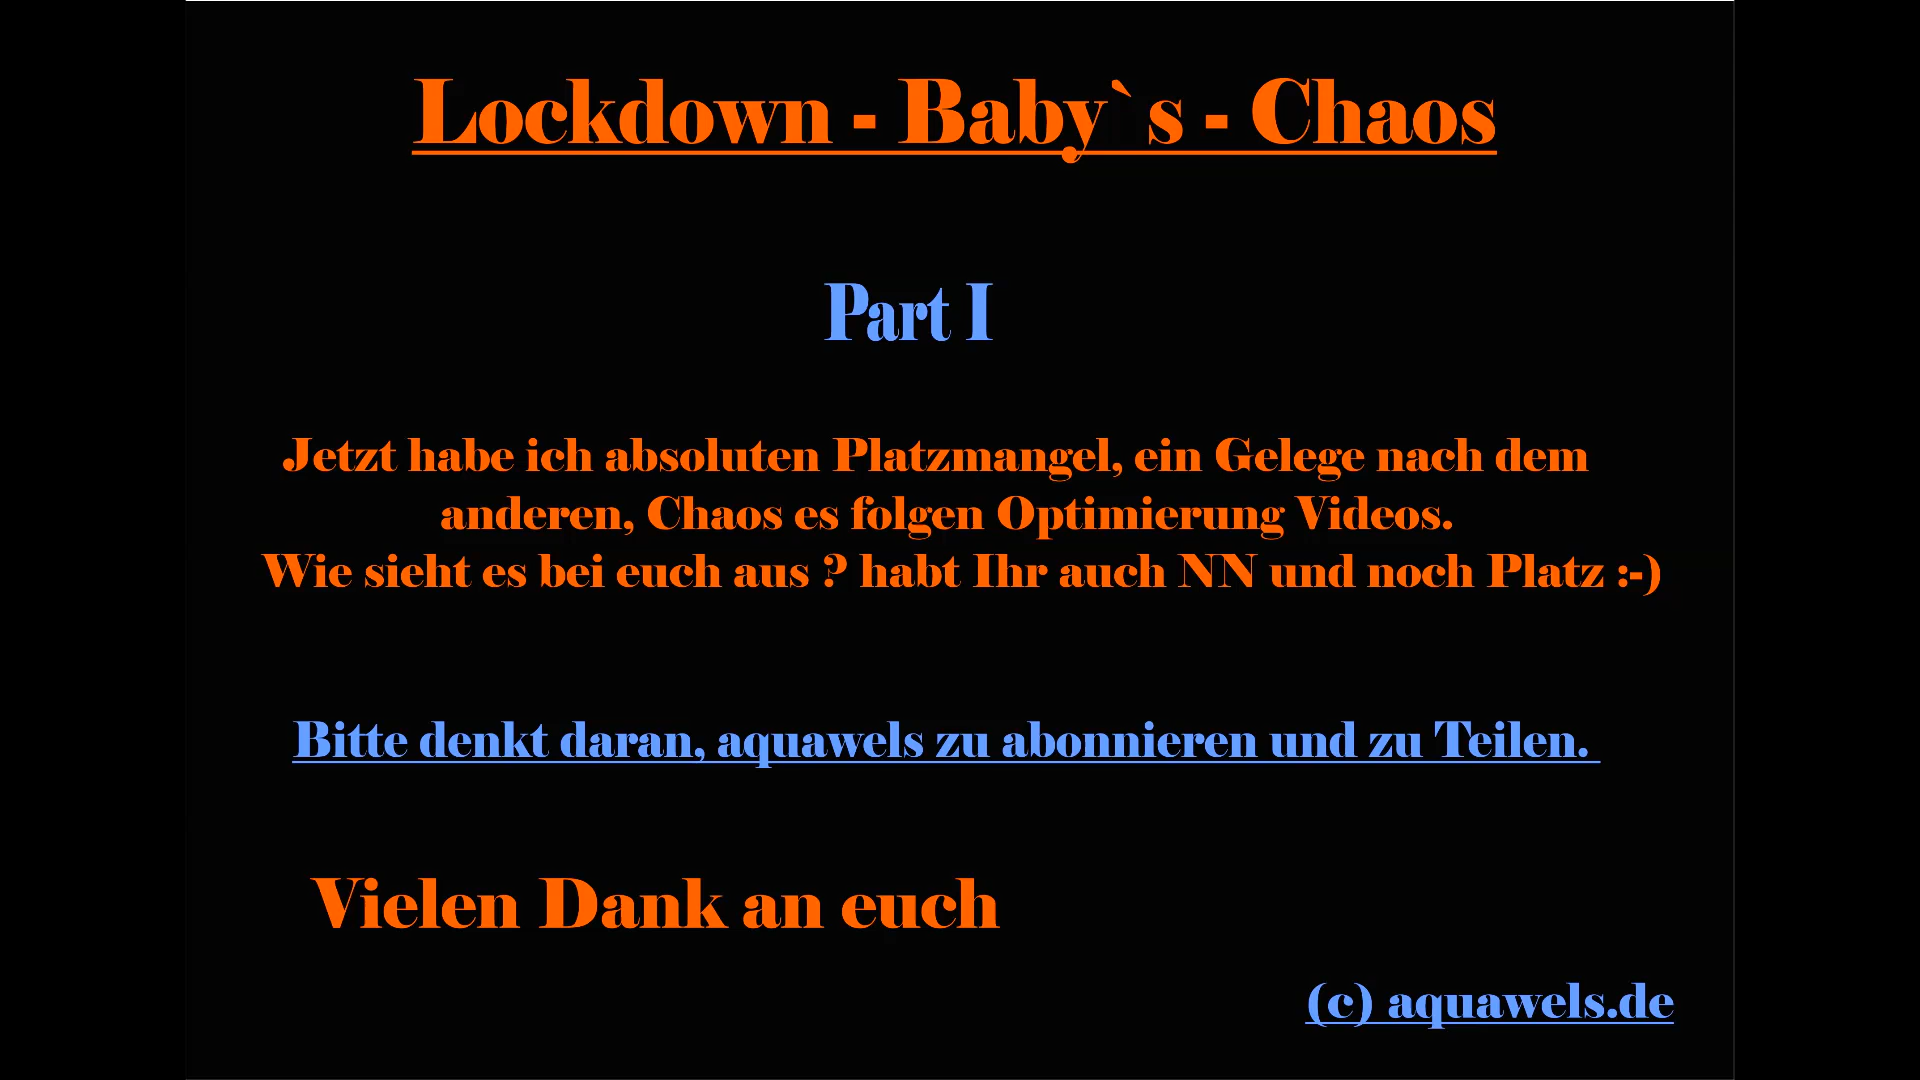 Lockdown - Baby`s - Chaos
Part I
Jetzt habe ich absoluten Platzmangel, ein Gelege nach dem
anderen, Chaos es folgen Optimierung Videos.
Wie sieht es bei euch aus ? habt Ihr auch NN und noch Platz :-)
Bitte denkt daran, aquawels zu abonnieren und zu Teilen.
Vielen Dank an euch
(c) aquawels.de